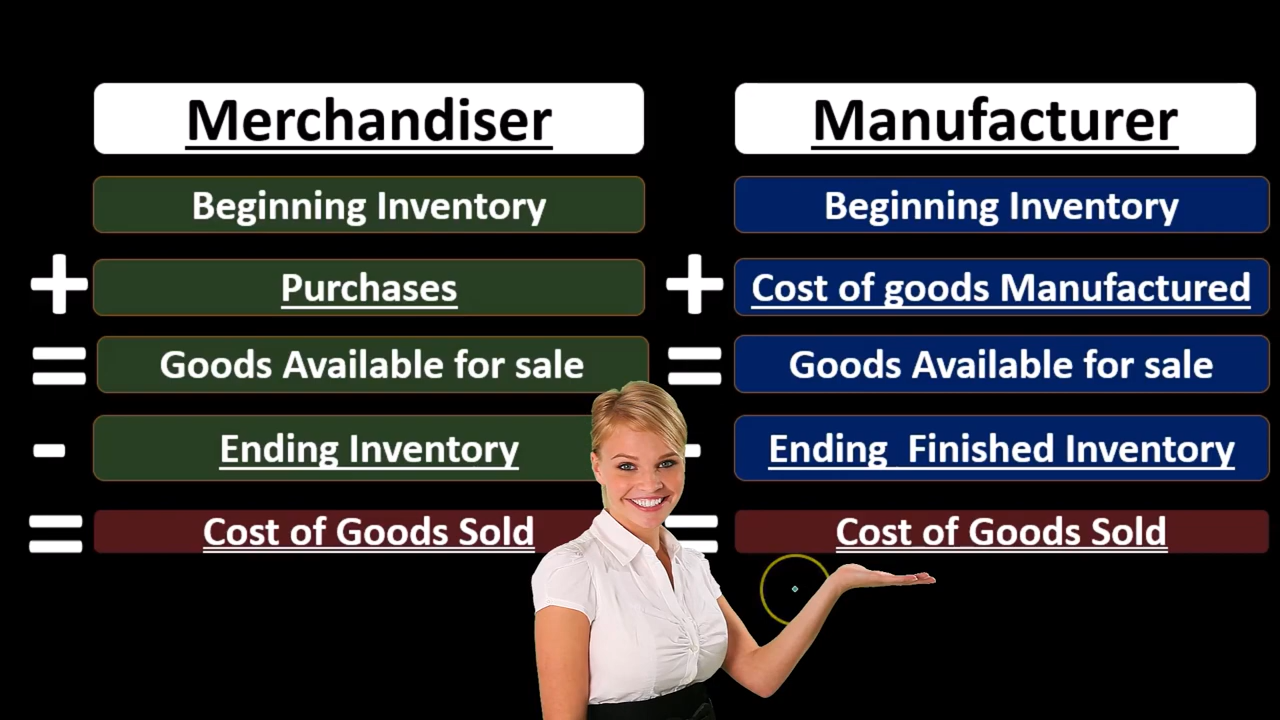 Merchandiser
Beginning Inventory
+ Purchases
= Goods Available for sale
- Ending Inventory
= Cost of Goods Sold
Manufacturer
Beginning Inventory
+ Cost of goods Manufactured
= Goods Available for sale
- Ending  Finished Inventory
= Cost of Goods Sold